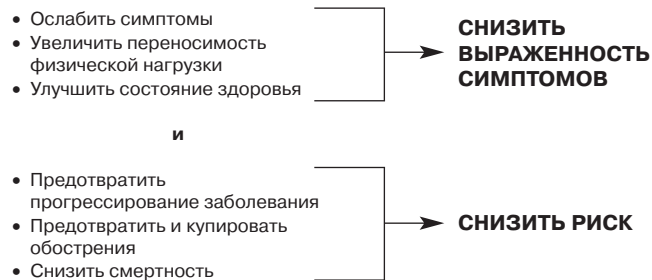 • Ослабить симптомы
• Увеличить переносимость
физической нагрузки
• Улучшить состояние здоровья
СНИЗИТЬ
ВЫРАЖЕННОСТЬ
СИМПТОМОВ
и
• Предотвратить
прогрессирование заболевания
• Предотвратить и купировать
обострения
• Снизить смертность
СНИЗИТЬ РИСК